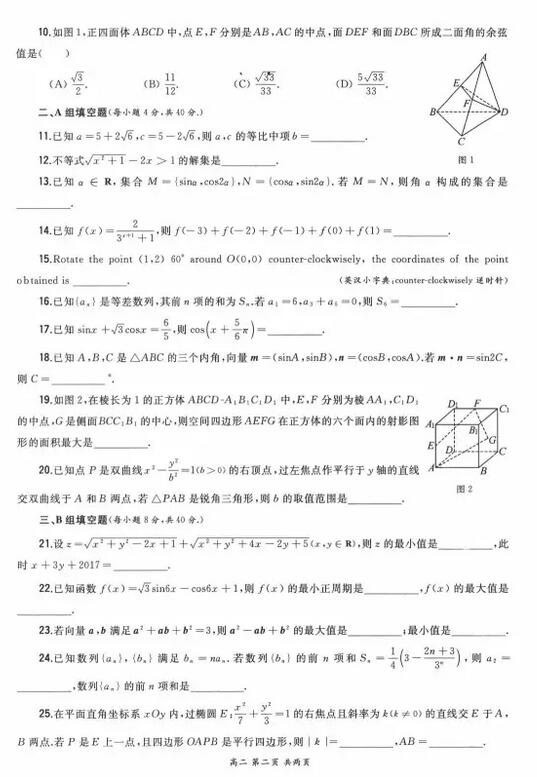 10.如图1,正四面体ABCD中,点E,F分别是AB,AC的中点,面DEF和面DBC所成二面角的余弦
值是(  )
(A) √3/2. (B) 11/12. (C) √33/33. (D) 5√33/33.
A
E
F
B
D
C
图1
二、A组填空题(每小题4分,共40分.)
11.已知a=5+2√6,c=5-2√6,则a,c的等比中项b=________.
12.不等式√(x²+1)-2x>1的解集是________.
13.已知α∈R,集合M={sinα,cos2α},N={cosα,sin2α}.若M=N,则角α构成的集合是
________.
14.已知f(x)=2/(3^(x+1)+1),则f(-3)+f(-2)+f(-1)+f(0)+f(1)=________.
15.Rotate the point (1,2) 60° around O(0,0) counter-clockwisely, the coordinates of the point
obtained is ________. (英汉小字典:counter-clockwisely 逆时针)
16.已知{aₙ}是等差数列,其前n项的和为Sₙ.若a₁=6,a₃+a₅=0,则S₆=________.
17.已知sinx+√3cosx=6/5,则cos(x+5/6π)=________.
18.已知A,B,C是△ABC的三个内角,向量m=(sinA,sinB),n=(cosB,cosA).若m·n=sin2C,
则C=________°.
19.如图2,在棱长为1的正方体ABCD-A₁B₁C₁D₁中,E,F分别为棱AA₁,C₁D₁
的中点,G是侧面BCC₁B₁的中心,则空间四边形AEFG在正方体的六个面内的射影图
形的面积最大是________.
D₁ F C₁
A₁ B₁
E G
D C
A B
图2
20.已知点P是双曲线x²-y²/b²=1(b>0)的右顶点,过左焦点作平行于y轴的直线
交双曲线于A和B两点,若△PAB是锐角三角形,则b的取值范围是________.
三、B组填空题(每小题8分,共40分.)
21.设z=√(x²+y²-2x+1)+√(x²+y²+4x-2y+5)(x,y∈R),则z的最小值是________,此
时x+3y+2017=________.
22.已知函数f(x)=√3sin6x-cos6x+1,则f(x)的最小正周期是________,f(x)的最大值是
________.
23.若向量a,b满足a²+ab+b²=3,则a²-ab+b²的最大值是________;最小值是________.
24.已知数列{aₙ},{bₙ}满足bₙ=naₙ.若数列{bₙ}的前n项和Sₙ=1/4(3-(2n+3)/3ⁿ),则a₂=
________,数列{aₙ}的前n项和是________.
25.在平面直角坐标系xOy内,过椭圆E:x²/7+y²/3=1的右焦点且斜率为k(k≠0)的直线交E于A,
B两点.若P是E上一点,且四边形OAPB是平行四边形,则|k|=________,AB=________.
高二 第二页 共两页